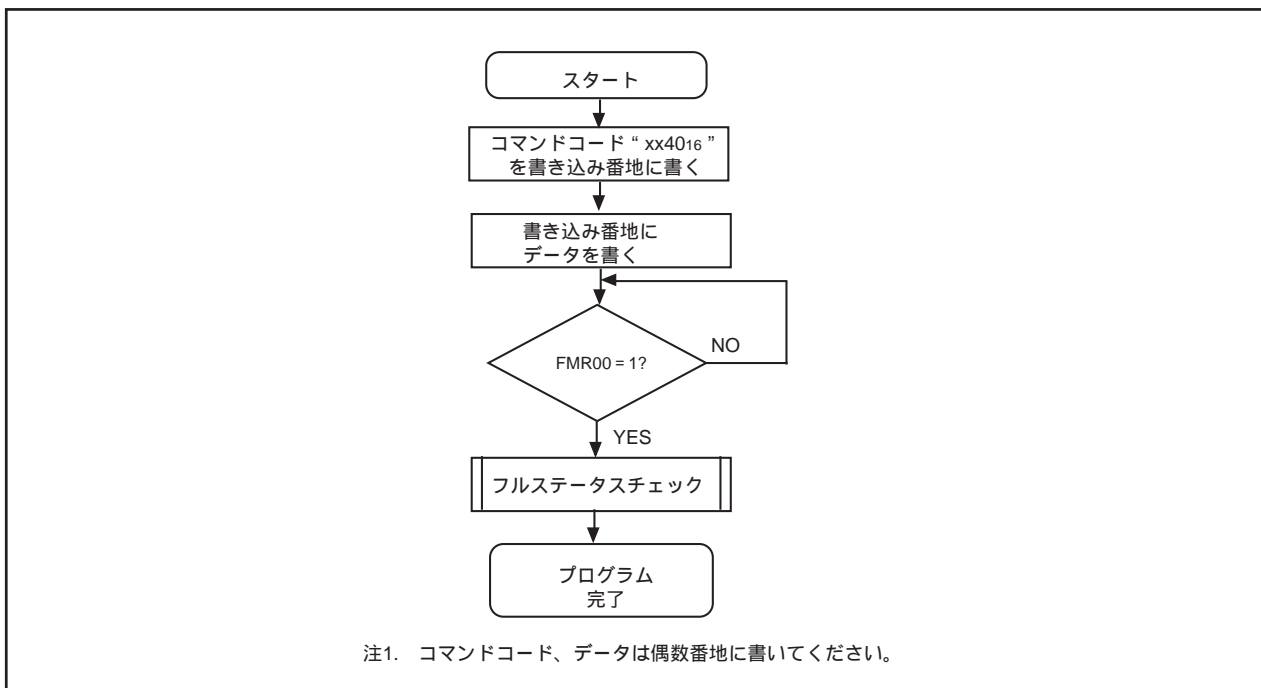 スタート
コマンドコード“xx4016”
を書き込み番地に書く
書き込み番地に
データを書く
FMR00 = 1?
NO
YES
フルステータスチェック
プログラム
完了
注1. コマンドコード、データは偶数番地に書いてください。